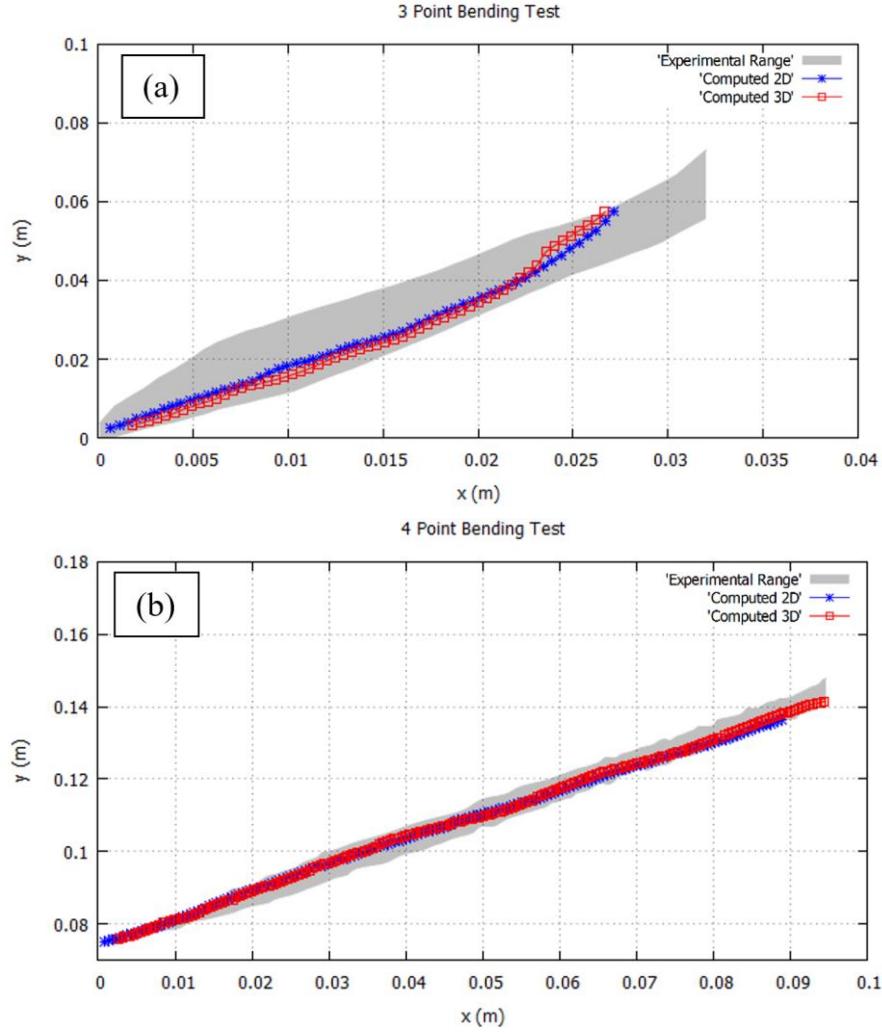 3 Point Bending Test
(a)
'Experimental Range'
'Computed 2D'
'Computed 3D'
0.1
0.08
0.06
0.04
0.02
0
y (m)
0 0.005 0.01 0.015 0.02 0.025 0.03 0.035 0.04
x (m)
4 Point Bending Test
(b)
'Experimental Range'
'Computed 2D'
'Computed 3D'
0.18
0.16
0.14
0.12
0.1
0.08
y (m)
0 0.01 0.02 0.03 0.04 0.05 0.06 0.07 0.08 0.09 0.1
x (m)